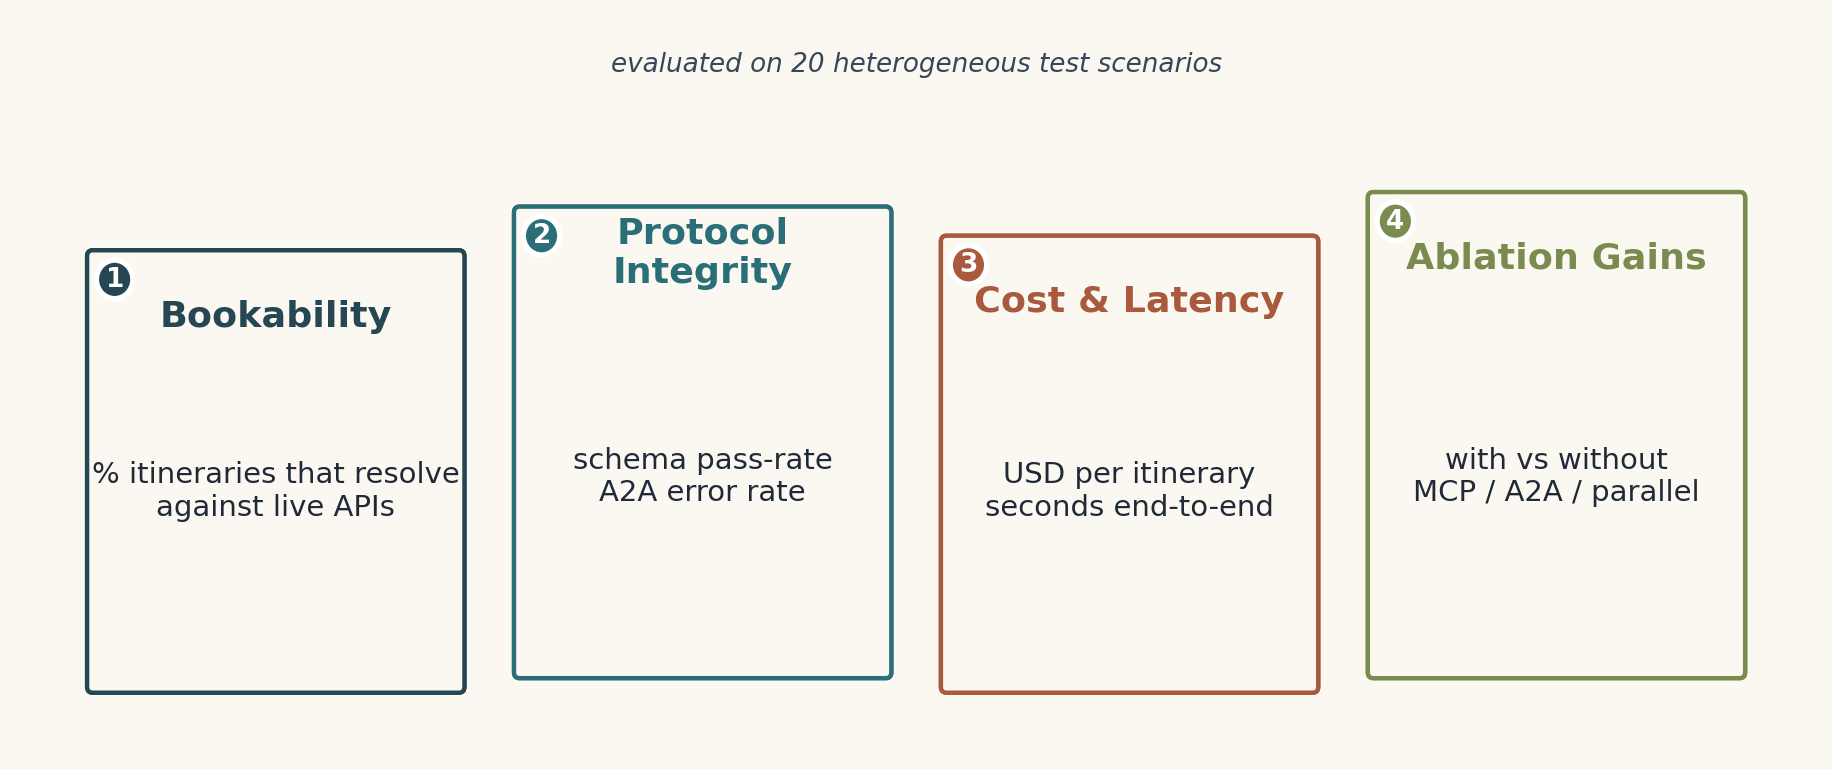 evaluated on 20 heterogeneous test scenarios
1
Bookability
% itineraries that resolve
against live APIs
2
Protocol
Integrity
schema pass-rate
A2A error rate
3
Cost & Latency
USD per itinerary
seconds end-to-end
4
Ablation Gains
with vs without
MCP / A2A / parallel